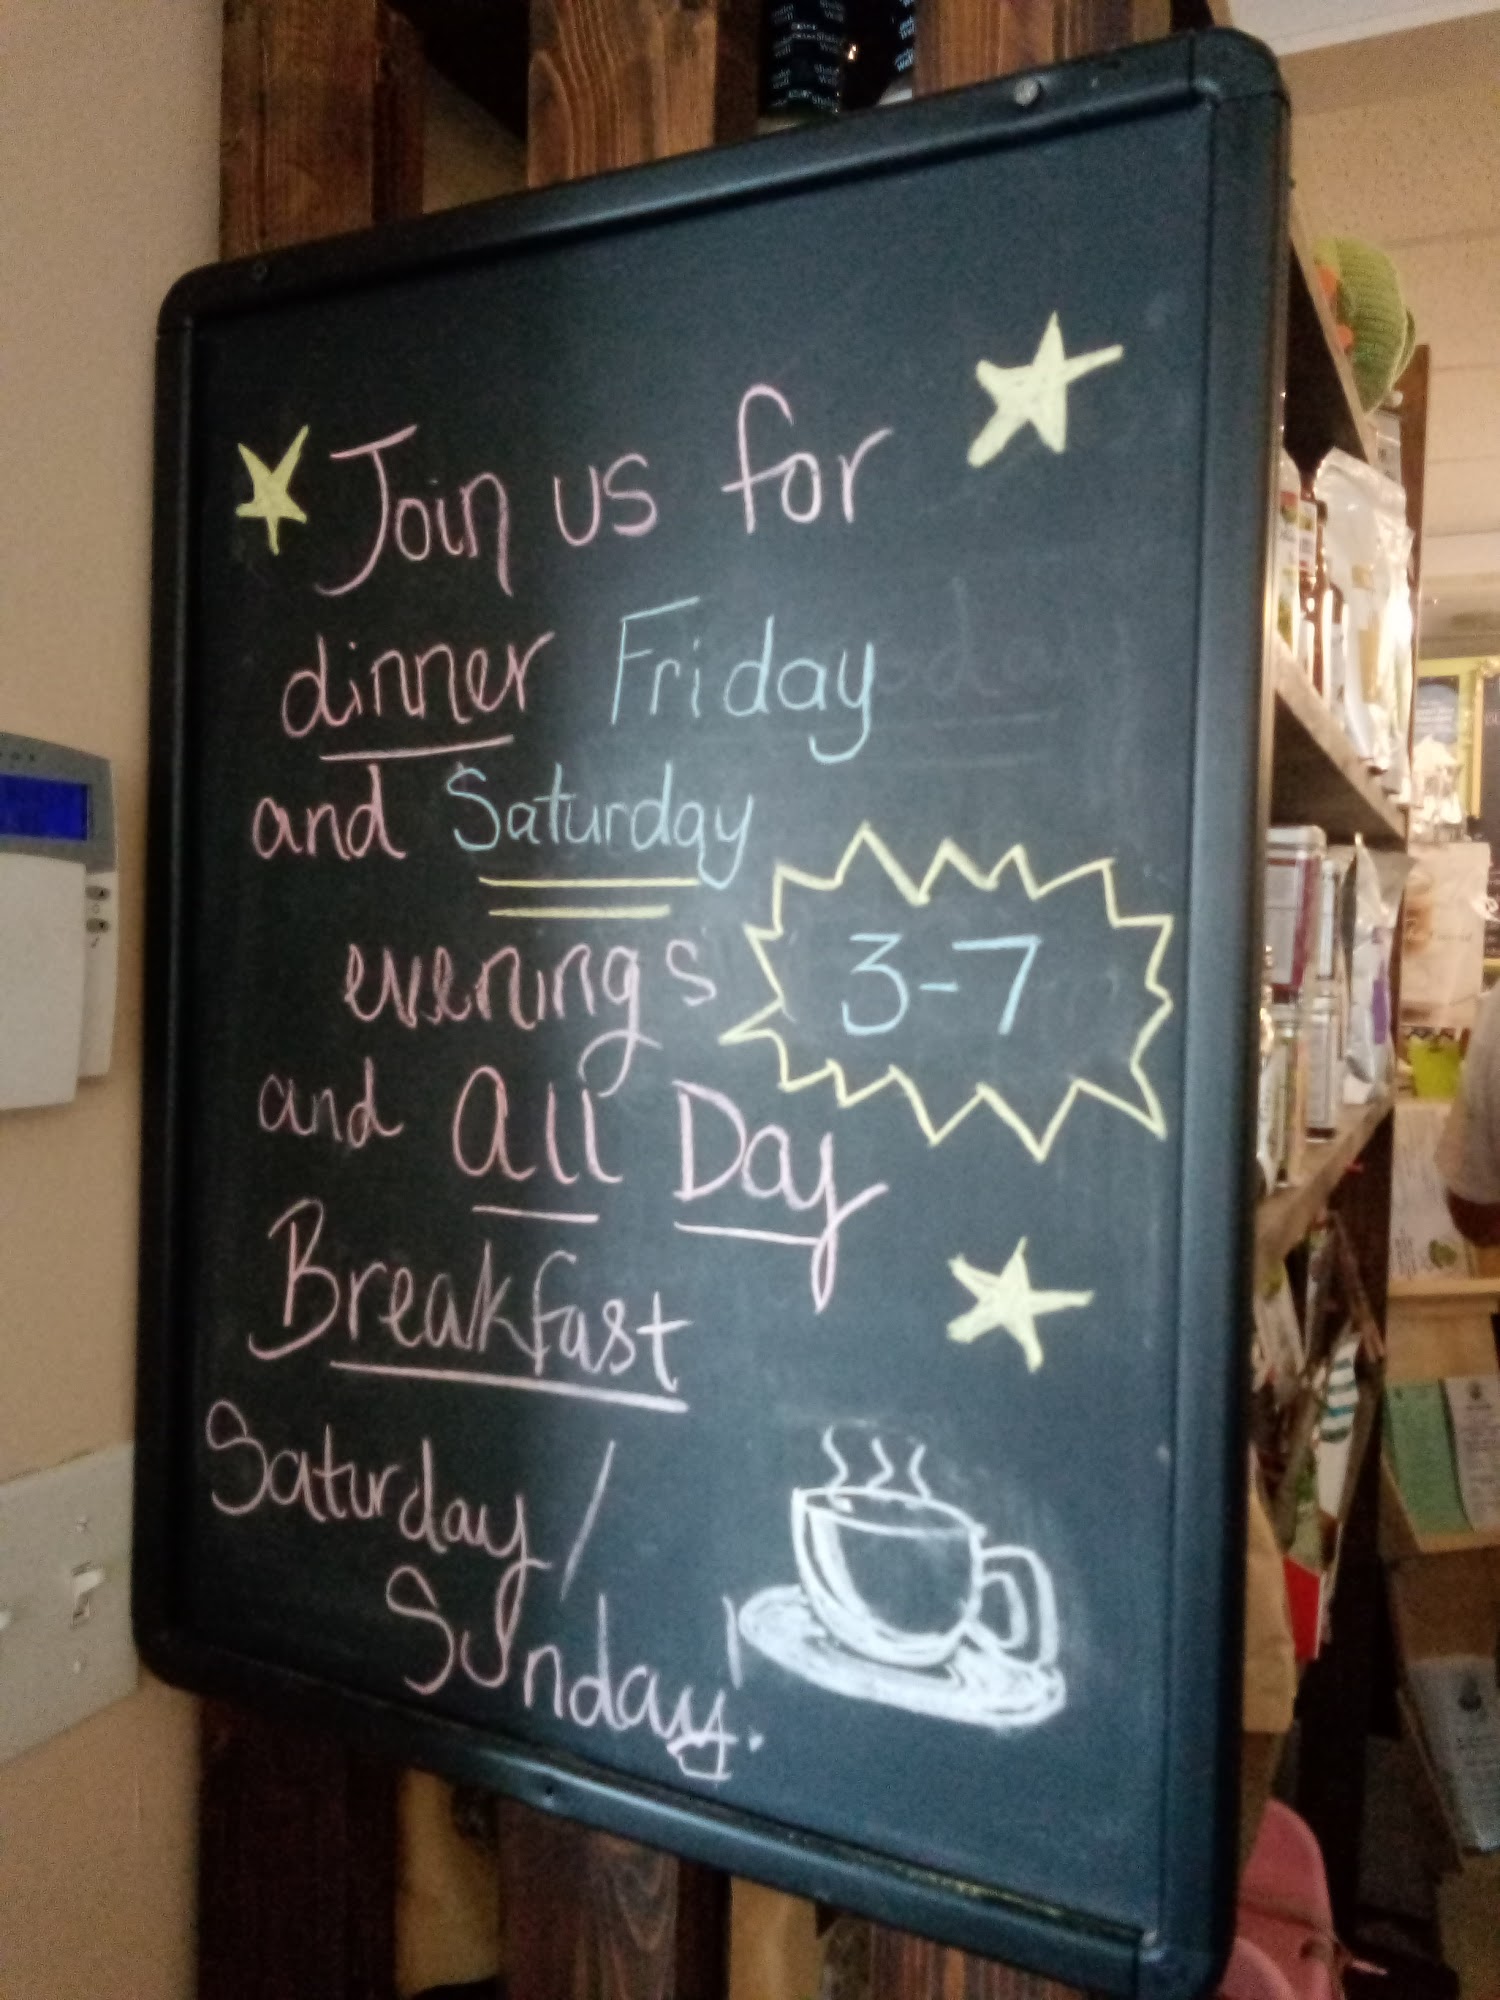 Join us for
dinner Friday
and Saturday
evenings 3-7
and All Day
Breakfast
Saturday/
Sunday!